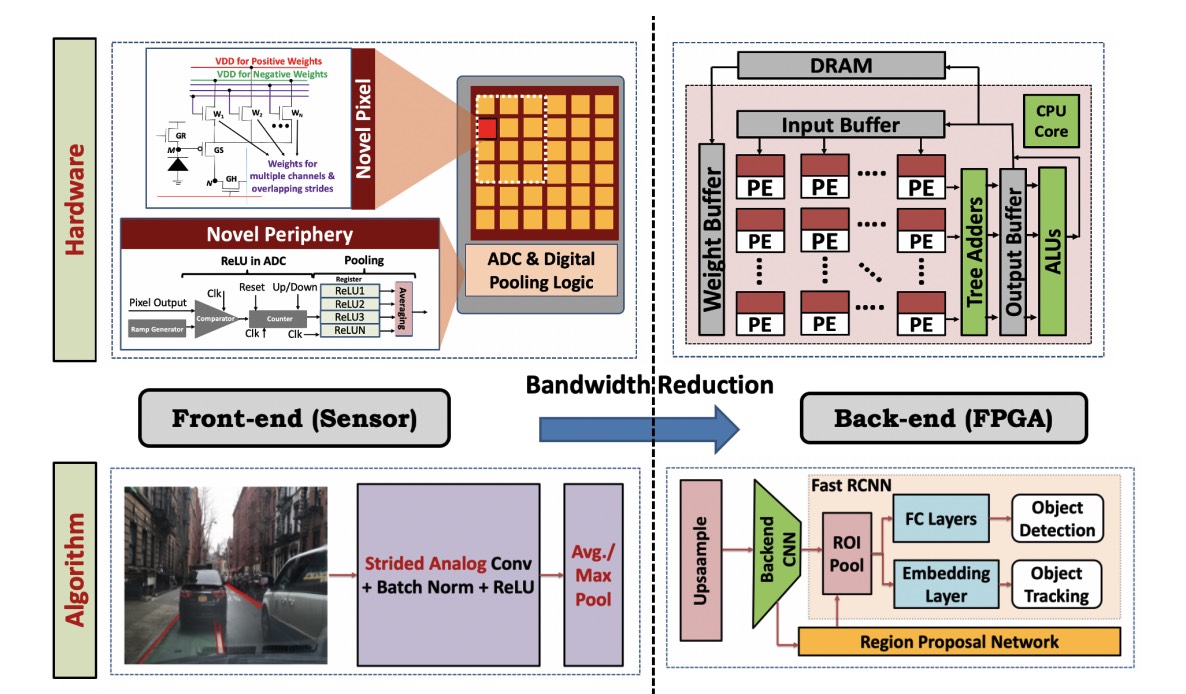 Hardware
VDD for Positive Weights
VDD for Negative Weights
W1
W2
WN
GR
M
GS
N
GH
Weights for
multiple channels &
overlapping strides
Novel Pixel
Novel Periphery
ReLU in ADC
Pooling
Clk
Reset
Up/Down
Register
Pixel Output
Ramp Generator
Comparator
Counter
Clk
Clk
ReLU1
ReLU2
ReLU3
ReLUN
Averaging
ADC & Digital
Pooling Logic
DRAM
Input Buffer
CPU
Core
Weight Buffer
PE
PE
PE
PE
PE
PE
PE
PE
PE
Tree Adders
Output Buffer
ALUs
Bandwidth Reduction
Front-end (Sensor)
Back-end (FPGA)
Algorithm
Strided Analog Conv
+ Batch Norm + ReLU
Avg./
Max
Pool
Upsaample
Backend
CNN
Fast RCNN
ROI
Pool
FC Layers
Object
Detection
Embedding
Layer
Object
Tracking
Region Proposal Network